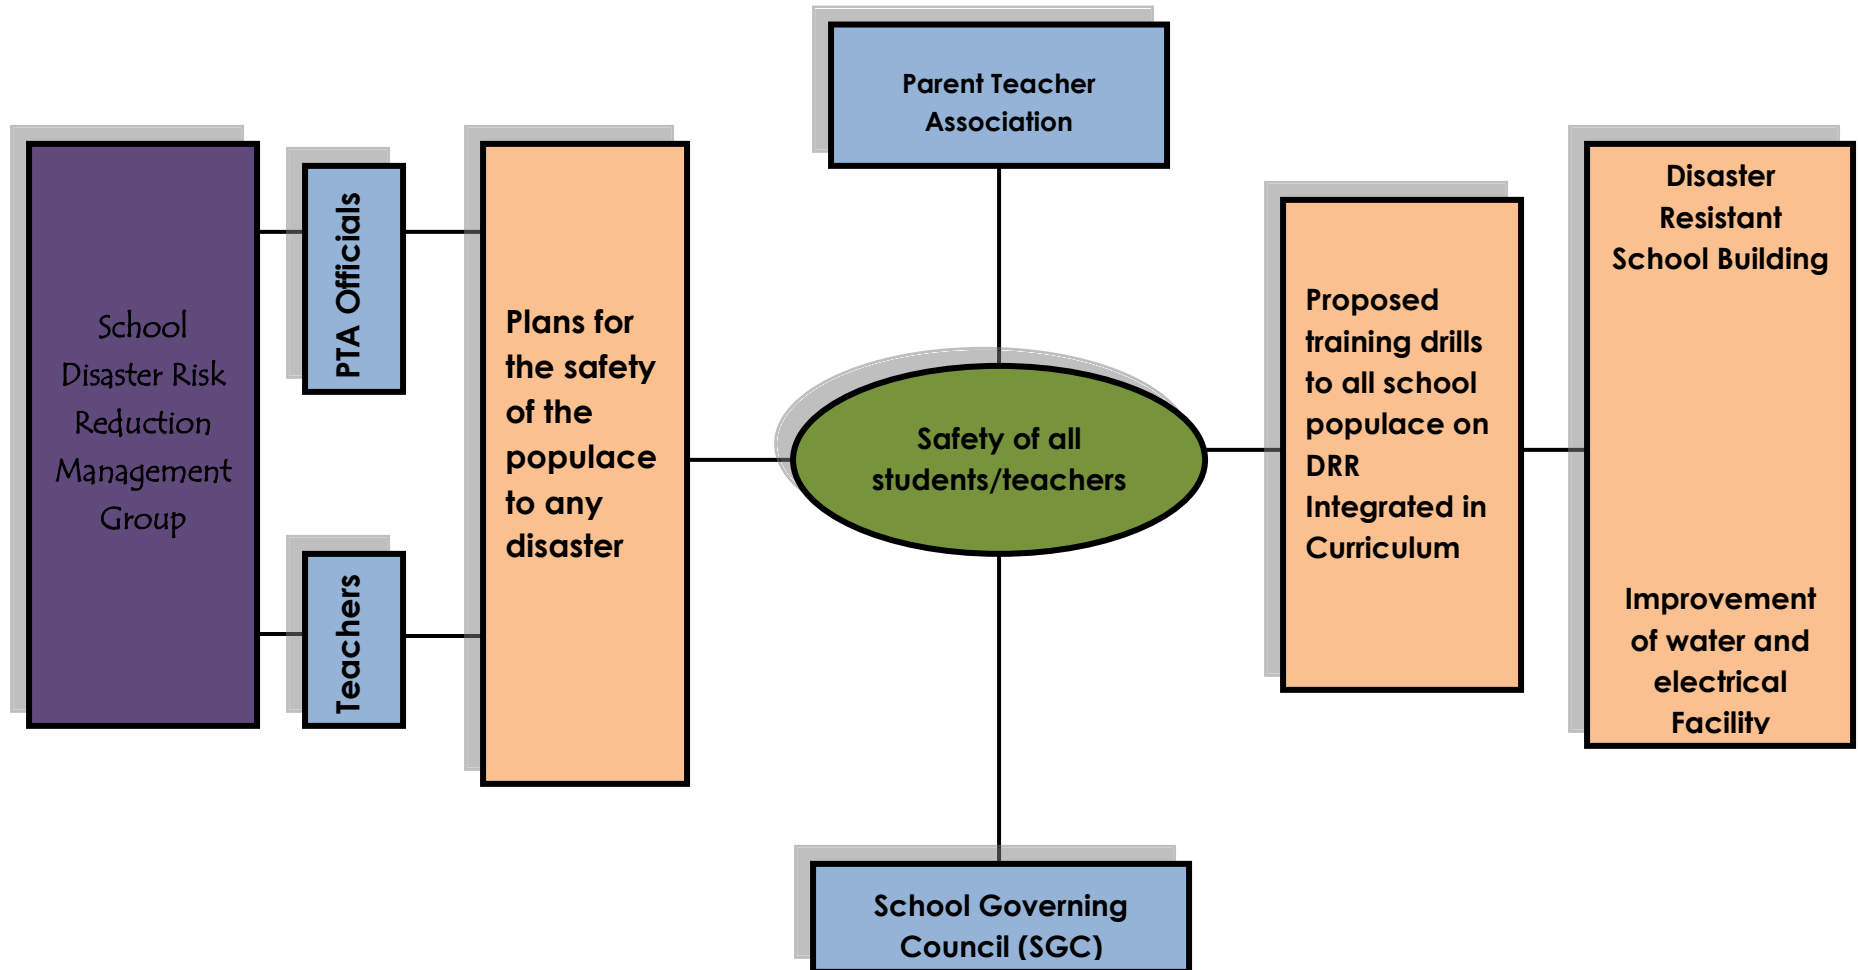 Parent Teacher
Association
School
Disaster Risk
Reduction
Management
Group
PTA Officials
Teachers
Plans for
the safety
of the
populace
to any
disaster
Safety of all
students/teachers
Proposed
training drills
to all school
populace on
DRR
Integrated in
Curriculum
Disaster
Resistant
School Building
Improvement
of water and
electrical
Facility
School Governing
Council (SGC)